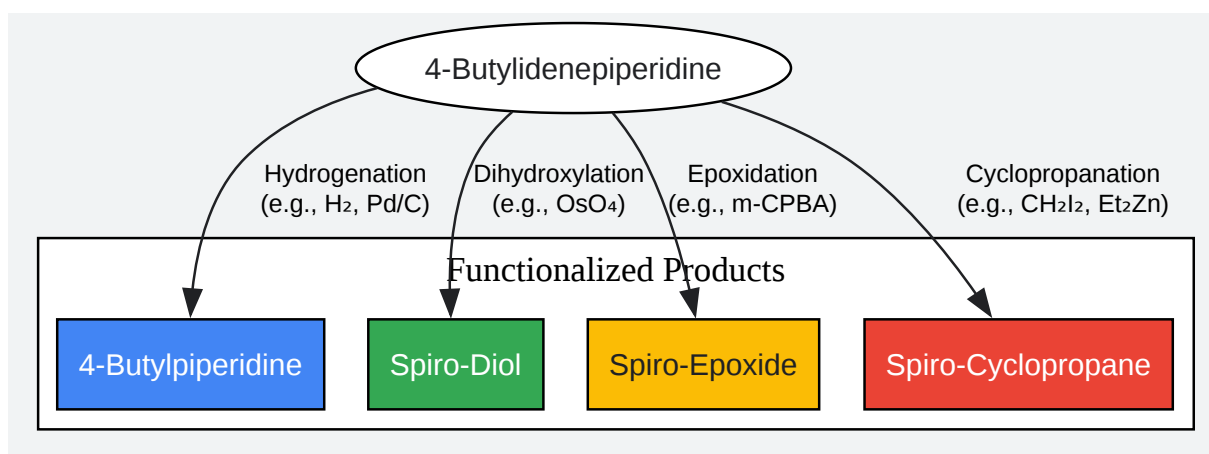 4-Butylidenepiperidine
Hydrogenation
(e.g., H₂, Pd/C)
Dihydroxylation
(e.g., OsO₄)
Epoxidation
(e.g., m-CPBA)
Cyclopropanation
(e.g., CH₂I₂, Et₂Zn)
Functionalized Products
4-Butylpiperidine
Spiro-Diol
Spiro-Epoxide
Spiro-Cyclopropane